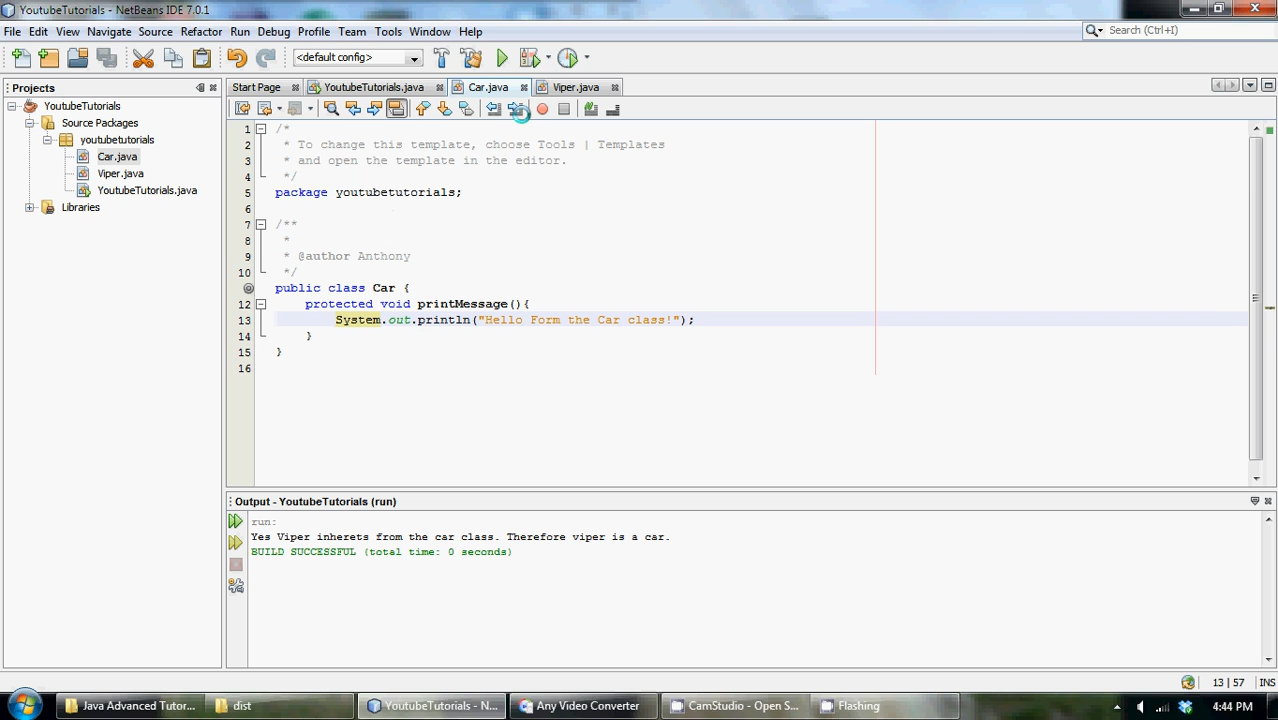 YoutubeTutorials - NetBeans IDE 7.0.1
File Edit View Navigate Source Refactor Run Debug Profile Team Tools Window Help
Search (Ctrl+I)
<default config>
Projects
Start Page YoutubeTutorials.java Car.java Viper.java
YoutubeTutorials
Source Packages
youtubetutorials
Car.java
Viper.java
YoutubeTutorials.java
Libraries
1 /*
2 * To change this template, choose Tools | Templates
3 * and open the template in the editor.
4 */
5 package youtubetutorials;
6
7 /**
8 *
9 * @author Anthony
10 */
public class Car {
12 protected void printMessage(){
13 System.out.println("Hello Form the Car class!");
14 }
15 }
16
Output - YoutubeTutorials (run)
run:
Yes Viper inherets from the car class. Therefore viper is a car.
BUILD SUCCESSFUL (total time: 0 seconds)
13 | 57 INS
Java Advanced Tutor... dist YoutubeTutorials - N... Any Video Converter CamStudio - Open S... Flashing 4:44 PM